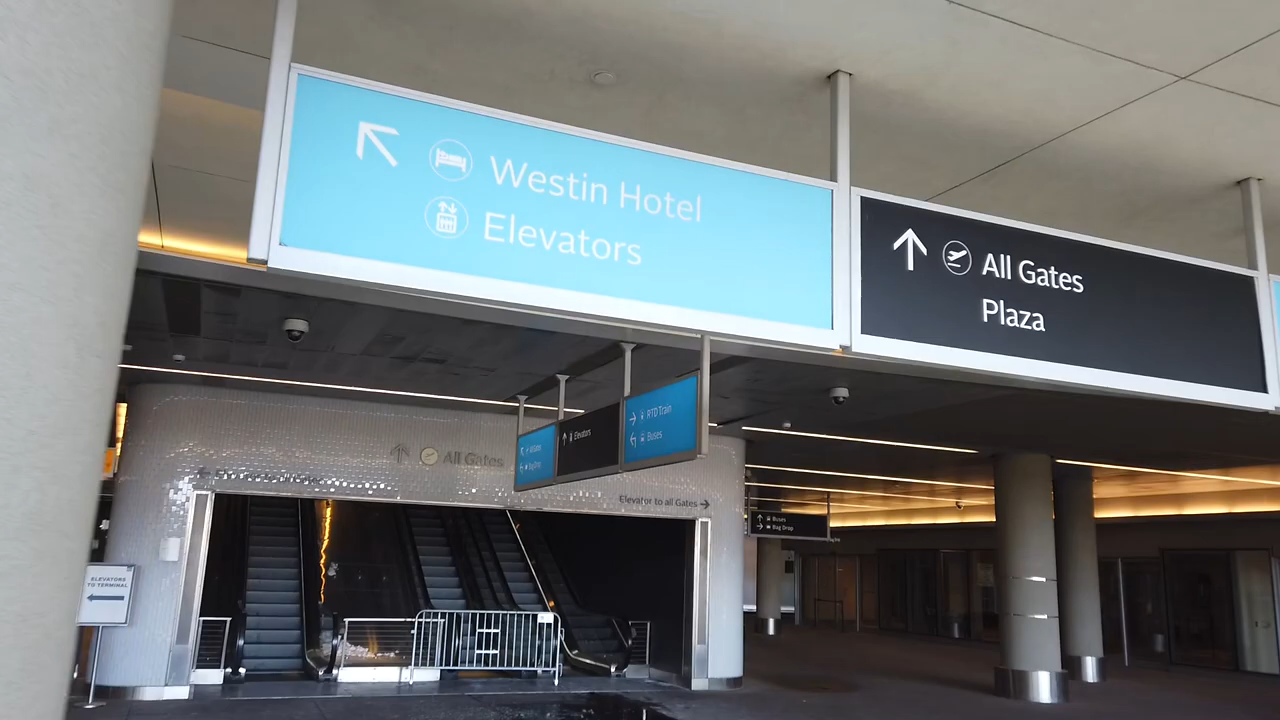 Westin Hotel
Elevators
All Gates
Plaza
All Gates
Elevators
RTD Train
Buses
Elevator to all Gates
Buses
Bag Drop
ELEVATORS
TO TERMINAL